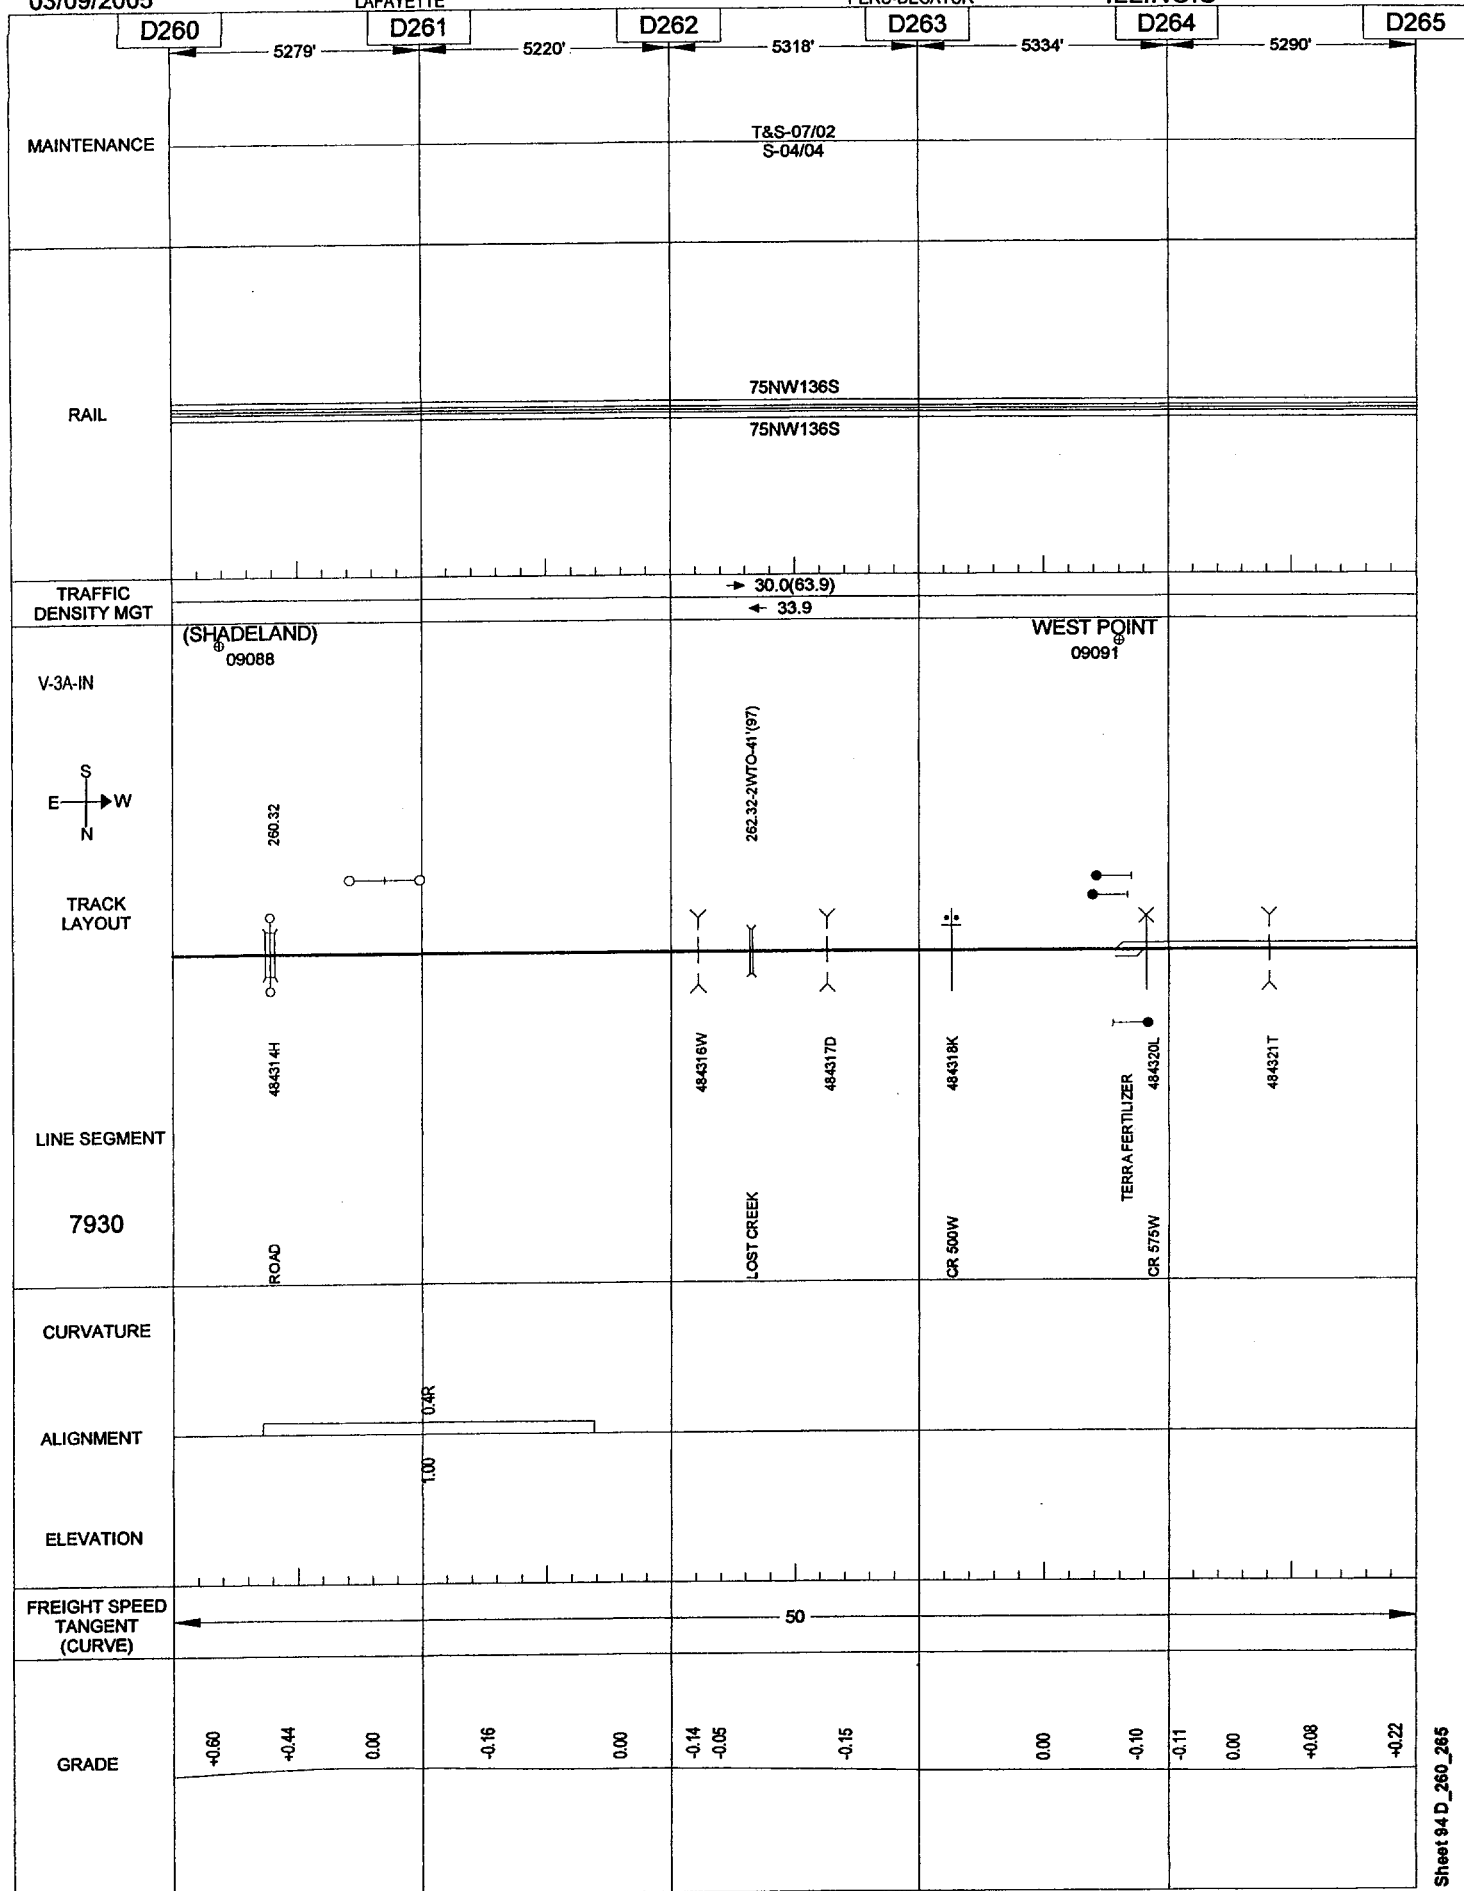 03/09/2005 LAFAYETTE PERU-DECATUR ILLINOIS
D260 D261 D262 D263 D264 D265
5279' 5220' 5318' 5334' 5290'
MAINTENANCE
T&S-07/02
S-04/04
RAIL
75NW136S
75NW136S
TRAFFIC
DENSITY MGT
30.0(63.9)
33.9
(SHADELAND)
09088
WEST POINT
09091
V-3A-IN
S
E W
N
260.32
262.32-2WTO-41'(97)
TRACK
LAYOUT
484314H
484316W
484317D
484318K
484320L
484321T
LINE SEGMENT
7930
ROAD
LOST CREEK
CR 500W
TERRA FERTILIZER
CR 575W
CURVATURE
0.4R
ALIGNMENT
1.00
ELEVATION
FREIGHT SPEED
TANGENT
(CURVE)
50
GRADE
+0.60
+0.44
0.00
-0.16
0.00
-0.14
-0.05
-0.15
0.00
-0.10
-0.11
0.00
+0.08
+0.22
Sheet 94 D_260_265